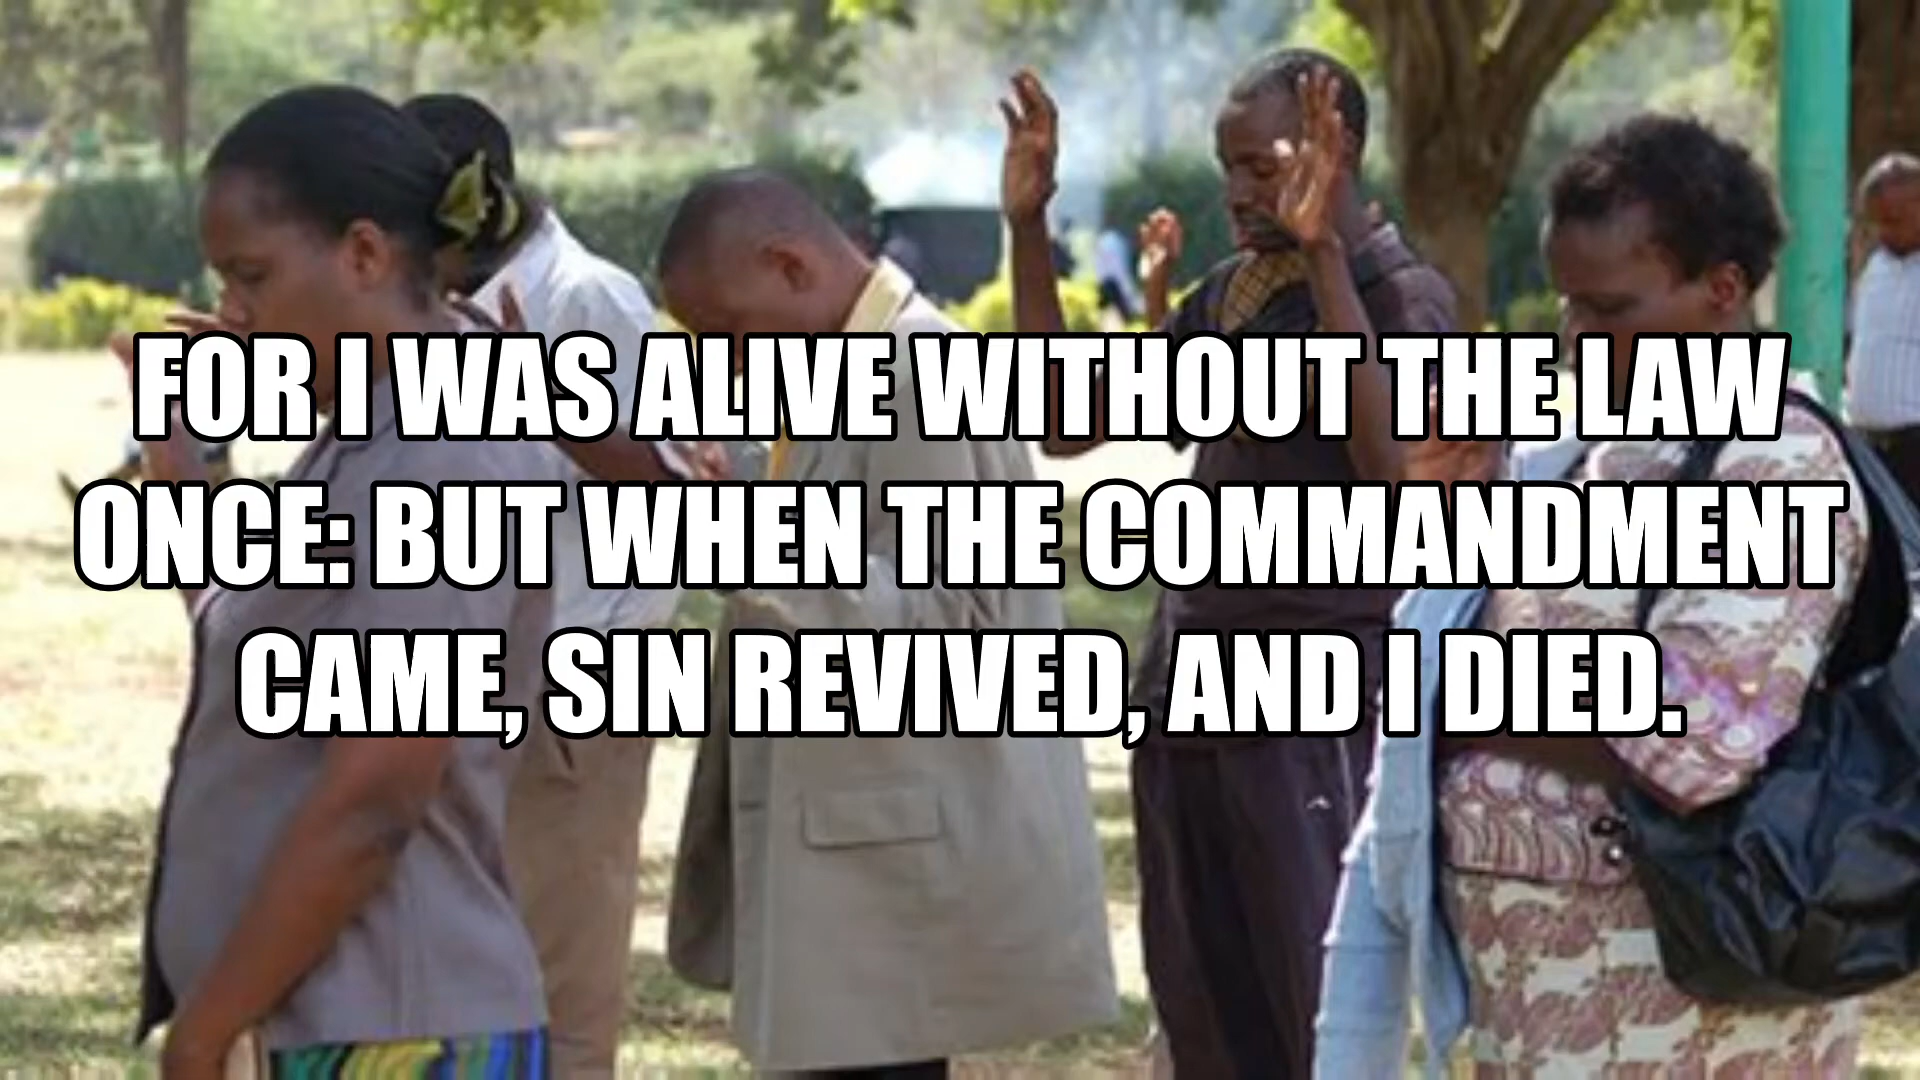 FOR I WAS ALIVE WITHOUT THE LAW
ONCE: BUT WHEN THE COMMANDMENT
CAME, SIN REVIVED, AND I DIED.